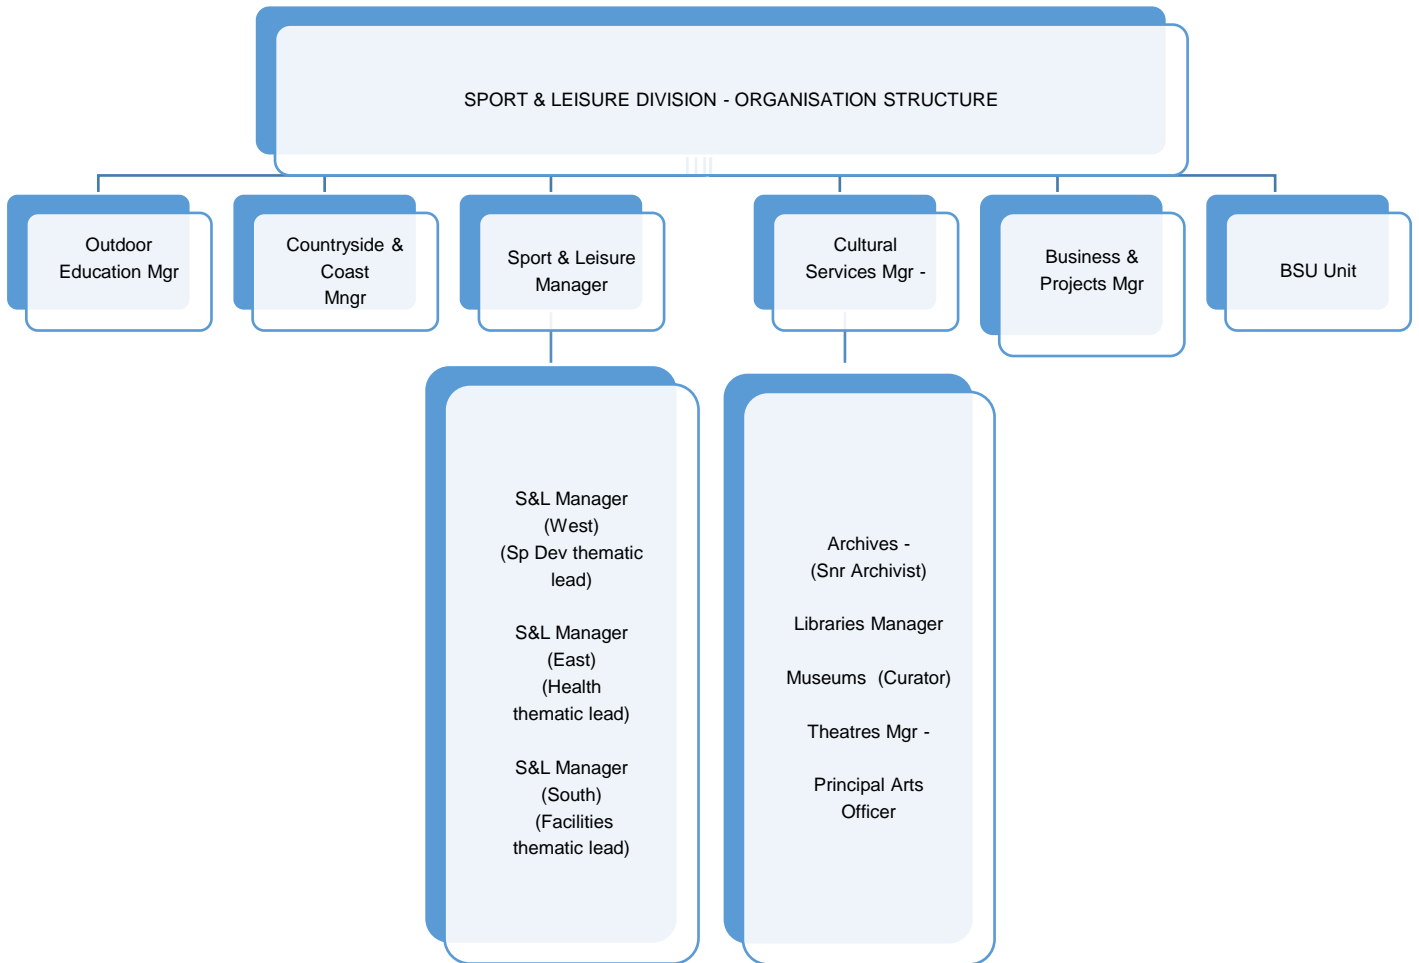 SPORT & LEISURE DIVISION - ORGANISATION STRUCTURE
Outdoor
Education Mgr
Countryside &
Coast
Mngr
Sport & Leisure
Manager
Cultural
Services Mgr -
Business &
Projects Mgr
BSU Unit
S&L Manager
(West)
(Sp Dev thematic
lead)
S&L Manager
(East)
(Health
thematic lead)
S&L Manager
(South)
(Facilities
thematic lead)
Archives -
(Snr Archivist)
Libraries Manager
Museums (Curator)
Theatres Mgr -
Principal Arts
Officer